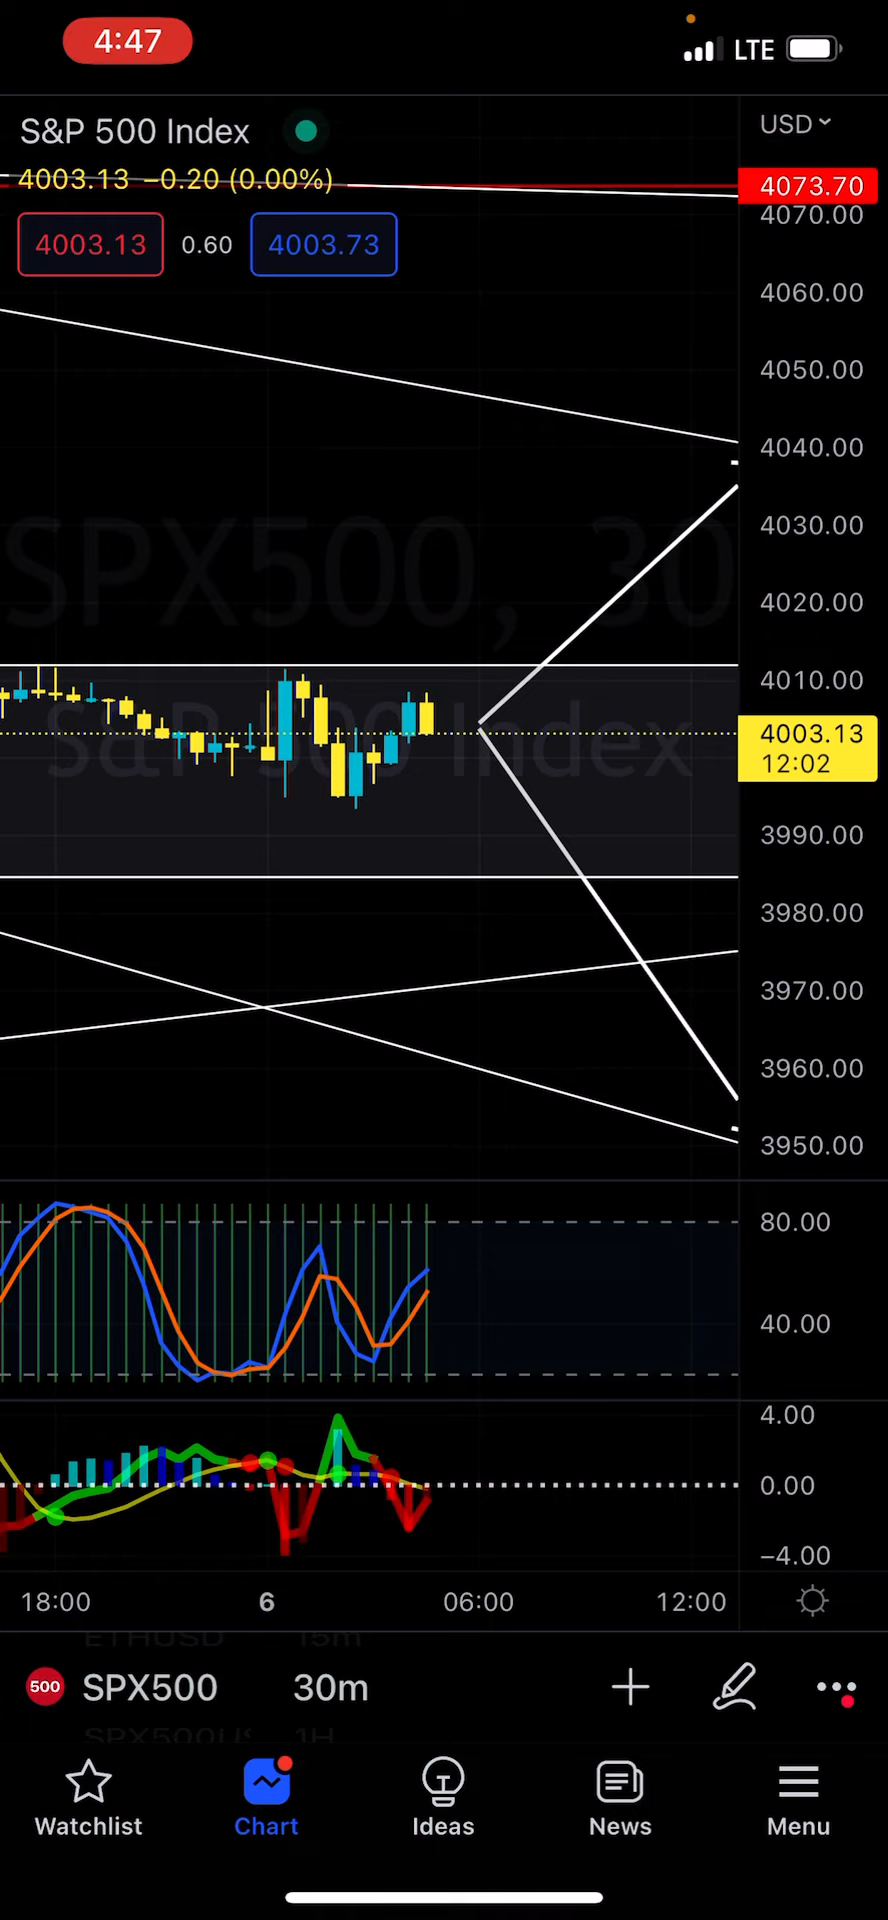 4:47
LTE
S&P 500 Index
USD
4003.13 −0.20 (0.00%)
4073.70
4070.00
4003.13 0.60 4003.73
4060.00
4050.00
4040.00
4030.00
SPX500, 30
4020.00
4010.00
S&P 500 Index
4003.13
12:02
3990.00
3980.00
3970.00
3960.00
3950.00
80.00
40.00
4.00
0.00
−4.00
18:00 6 06:00 12:00
ETHUSD 15m
500 SPX500 30m
1H
Watchlist Chart Ideas News Menu